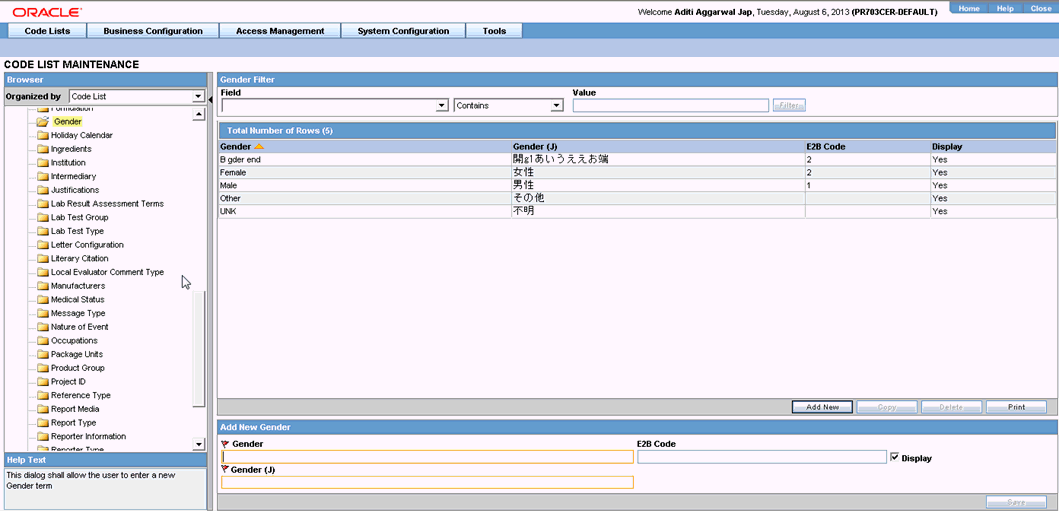 ORACLE
Welcome Aditi Aggarwal Jap, Tuesday, August 6, 2013 (PR703CER-DEFAULT)
Home Help Close
Code Lists Business Configuration Access Management System Configuration Tools
CODE LIST MAINTENANCE
Browser
Organized by Code List
Formulation
Gender
Holiday Calendar
Ingredients
Institution
Intermediary
Justifications
Lab Result Assessment Terms
Lab Test Group
Lab Test Type
Letter Configuration
Literary Citation
Local Evaluator Comment Type
Manufacturers
Medical Status
Message Type
Nature of Event
Occupations
Package Units
Product Group
Project ID
Reference Type
Report Media
Report Type
Reporter Information
Reporter Type
Help Text
This dialog shall allow the user to enter a new
Gender term
Gender Filter
Field Value
Contains Filter
Total Number of Rows (5)
Gender Gender (J) E2B Code Display
B gder end 開g1あいうええお端 2 Yes
Female 女性 2 Yes
Male 男性 1 Yes
Other その他 Yes
UNK 不明 Yes
Add New Copy Delete Print
Add New Gender
Gender E2B Code
Display
Gender (J)
Save